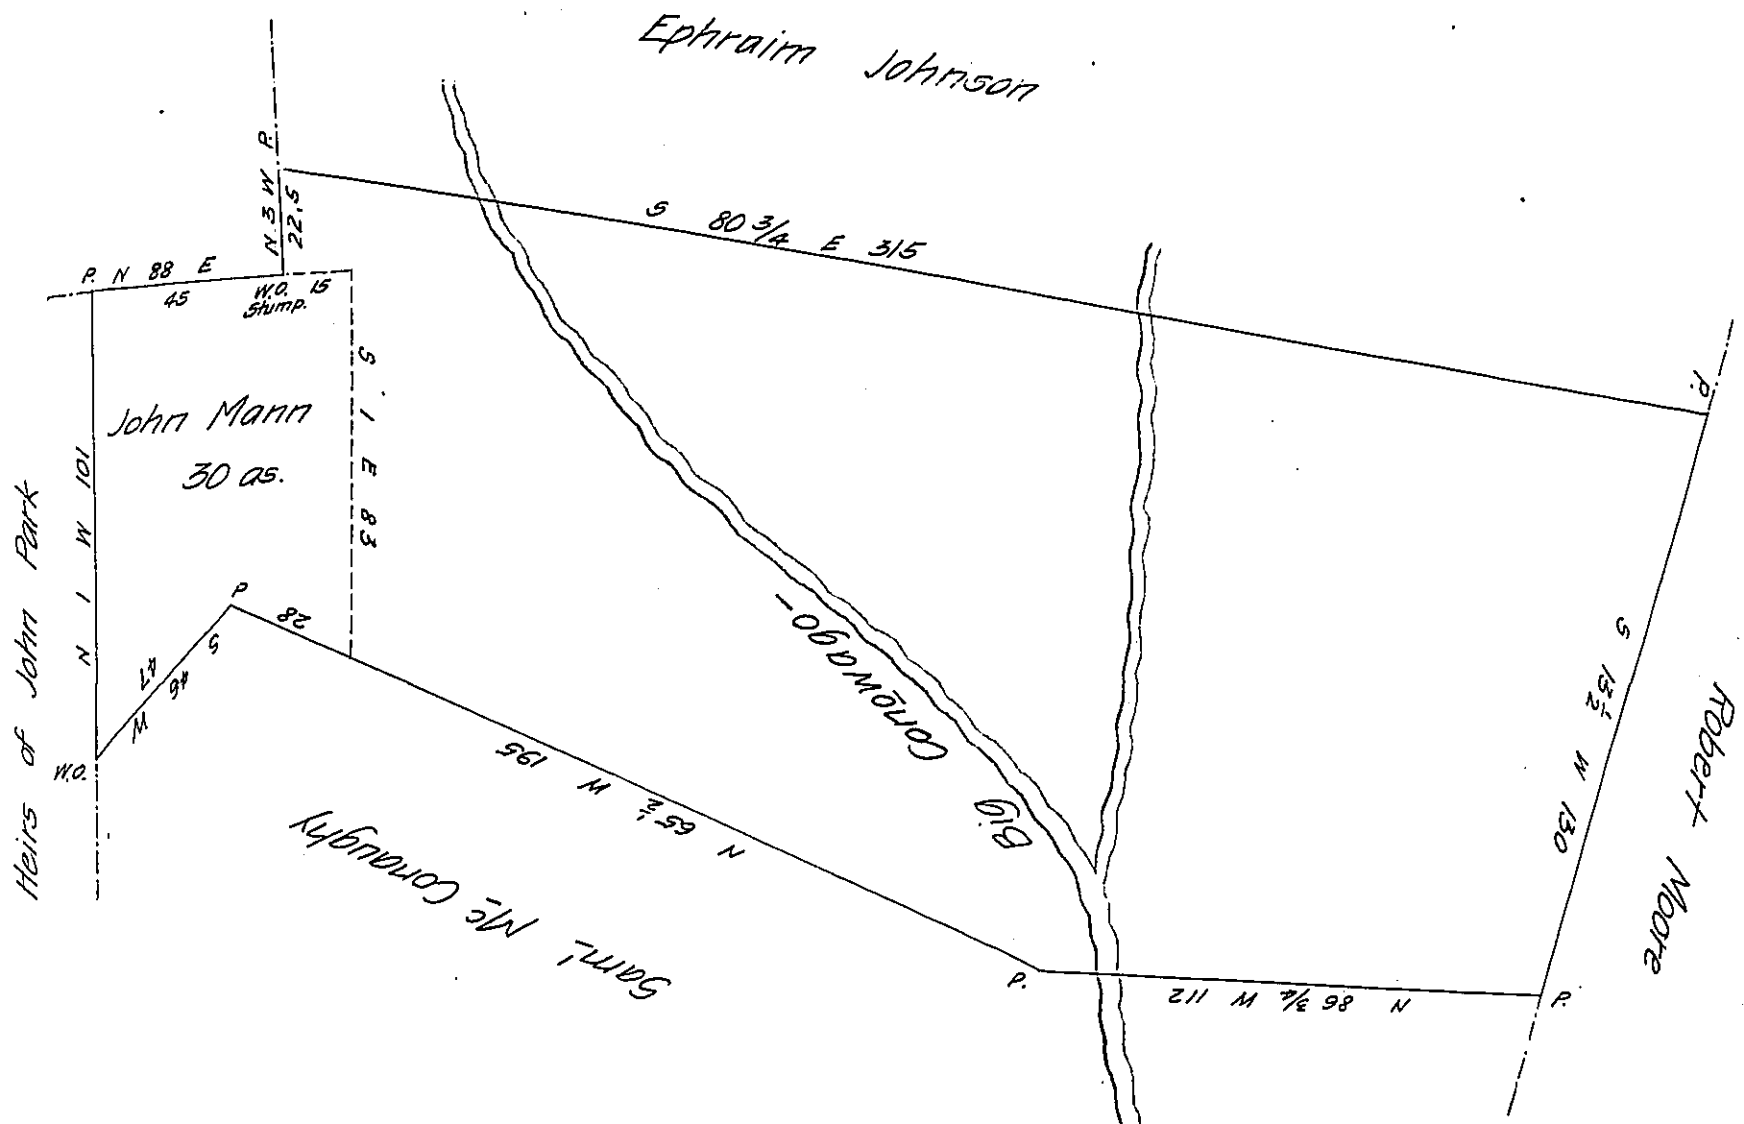 Ephraim Johnson
P.
N. 3 W
22.5
S 80 3/4 E 315
P. N 88 E
45
W.O. 15
Stump.
P.
S 1 E 83
John Mann
30 as.
N 1 W 101
Heirs of John Park
P
28
S 46 W
47
W.O.
Big Conowago-
S 13 1/2 W 130
Robert Moore
N 65 1/2 W 195
Saml. Mc Conaughy
P.
N 86 3/4 W 112
P.